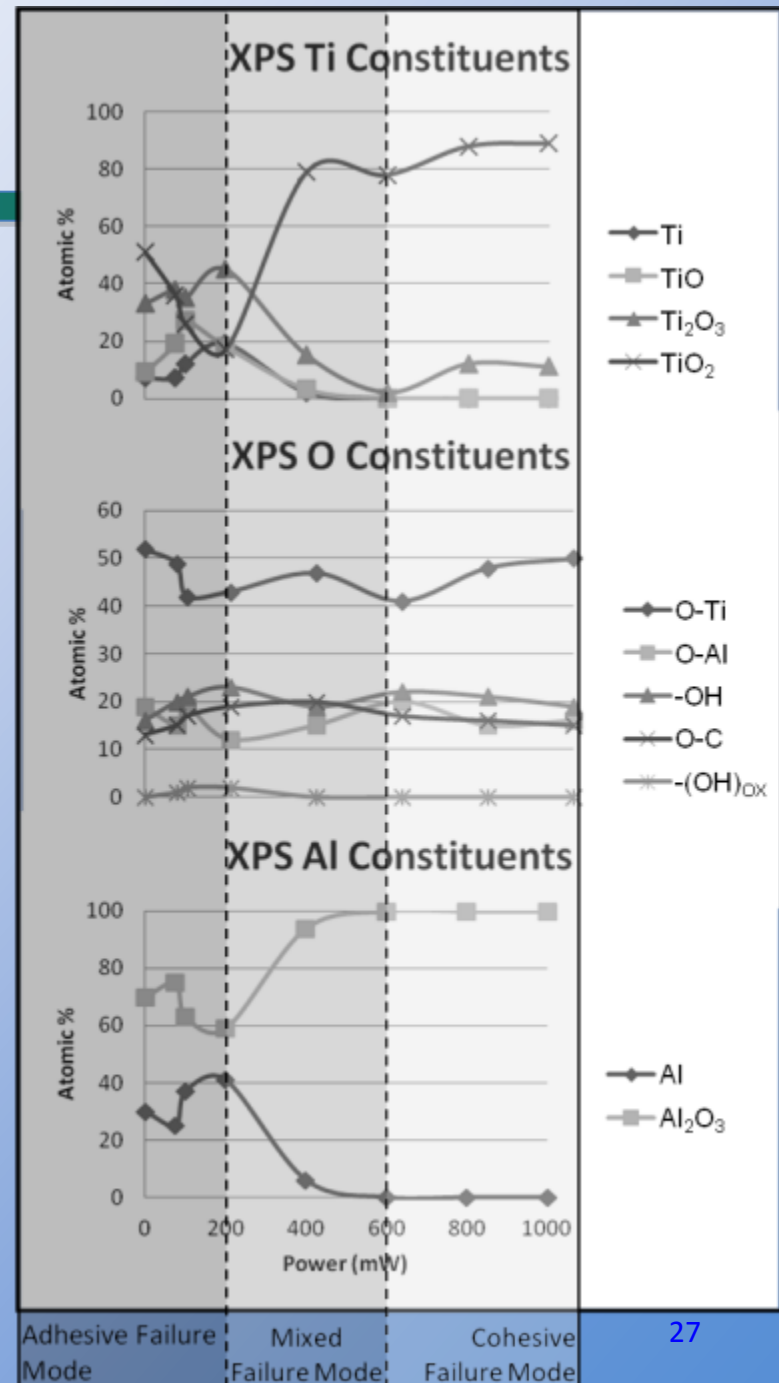 XPS Ti Constituents
100
80
60
40
20
0
Atomic %
Ti
TiO
Ti₂O₃
TiO₂
XPS O Constituents
60
50
40
30
20
10
0
Atomic %
O-Ti
O-Al
-OH
O-C
-(OH)OX
XPS Al Constituents
100
80
60
40
20
0
Atomic %
Al
Al₂O₃
0 200 400 600 800 1000
Power (mW)
Adhesive Failure
Mode
Mixed
Failure Mode
Cohesive
Failure Mode
27